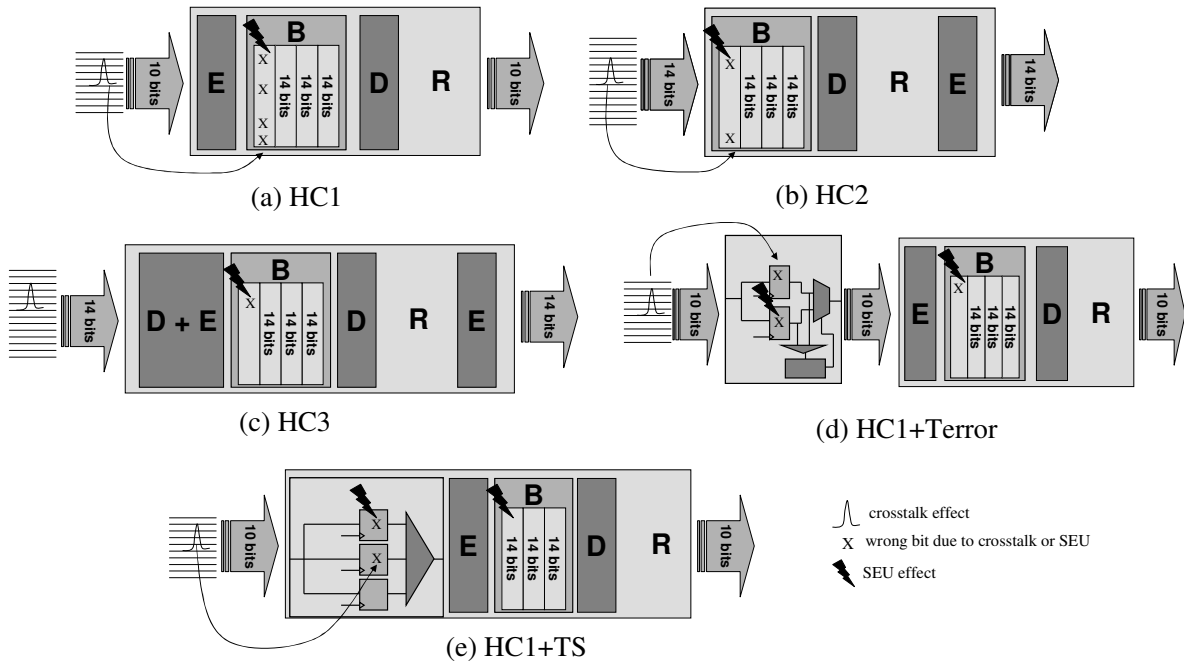 10 bits
E
B
X
X
X
X
14 bits
14 bits
14 bits
D
R
10 bits
(a) HC1
14 bits
B
X
X
14 bits
14 bits
14 bits
D
R
E
14 bits
(b) HC2
14 bits
D + E
B
X
14 bits
14 bits
14 bits
D
R
E
14 bits
(c) HC3
10 bits
X
X
10 bits
E
B
X
14 bits
14 bits
14 bits
D
R
10 bits
(d) HC1+Terror
10 bits
X
X
E
B
14 bits
14 bits
14 bits
D
R
10 bits
(e) HC1+TS
crosstalk effect
X wrong bit due to crosstalk or SEU
SEU effect